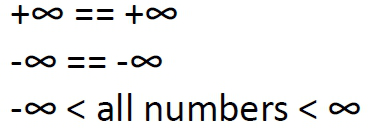 +∞ == +∞
-∞ == -∞
-∞ < all numbers < ∞